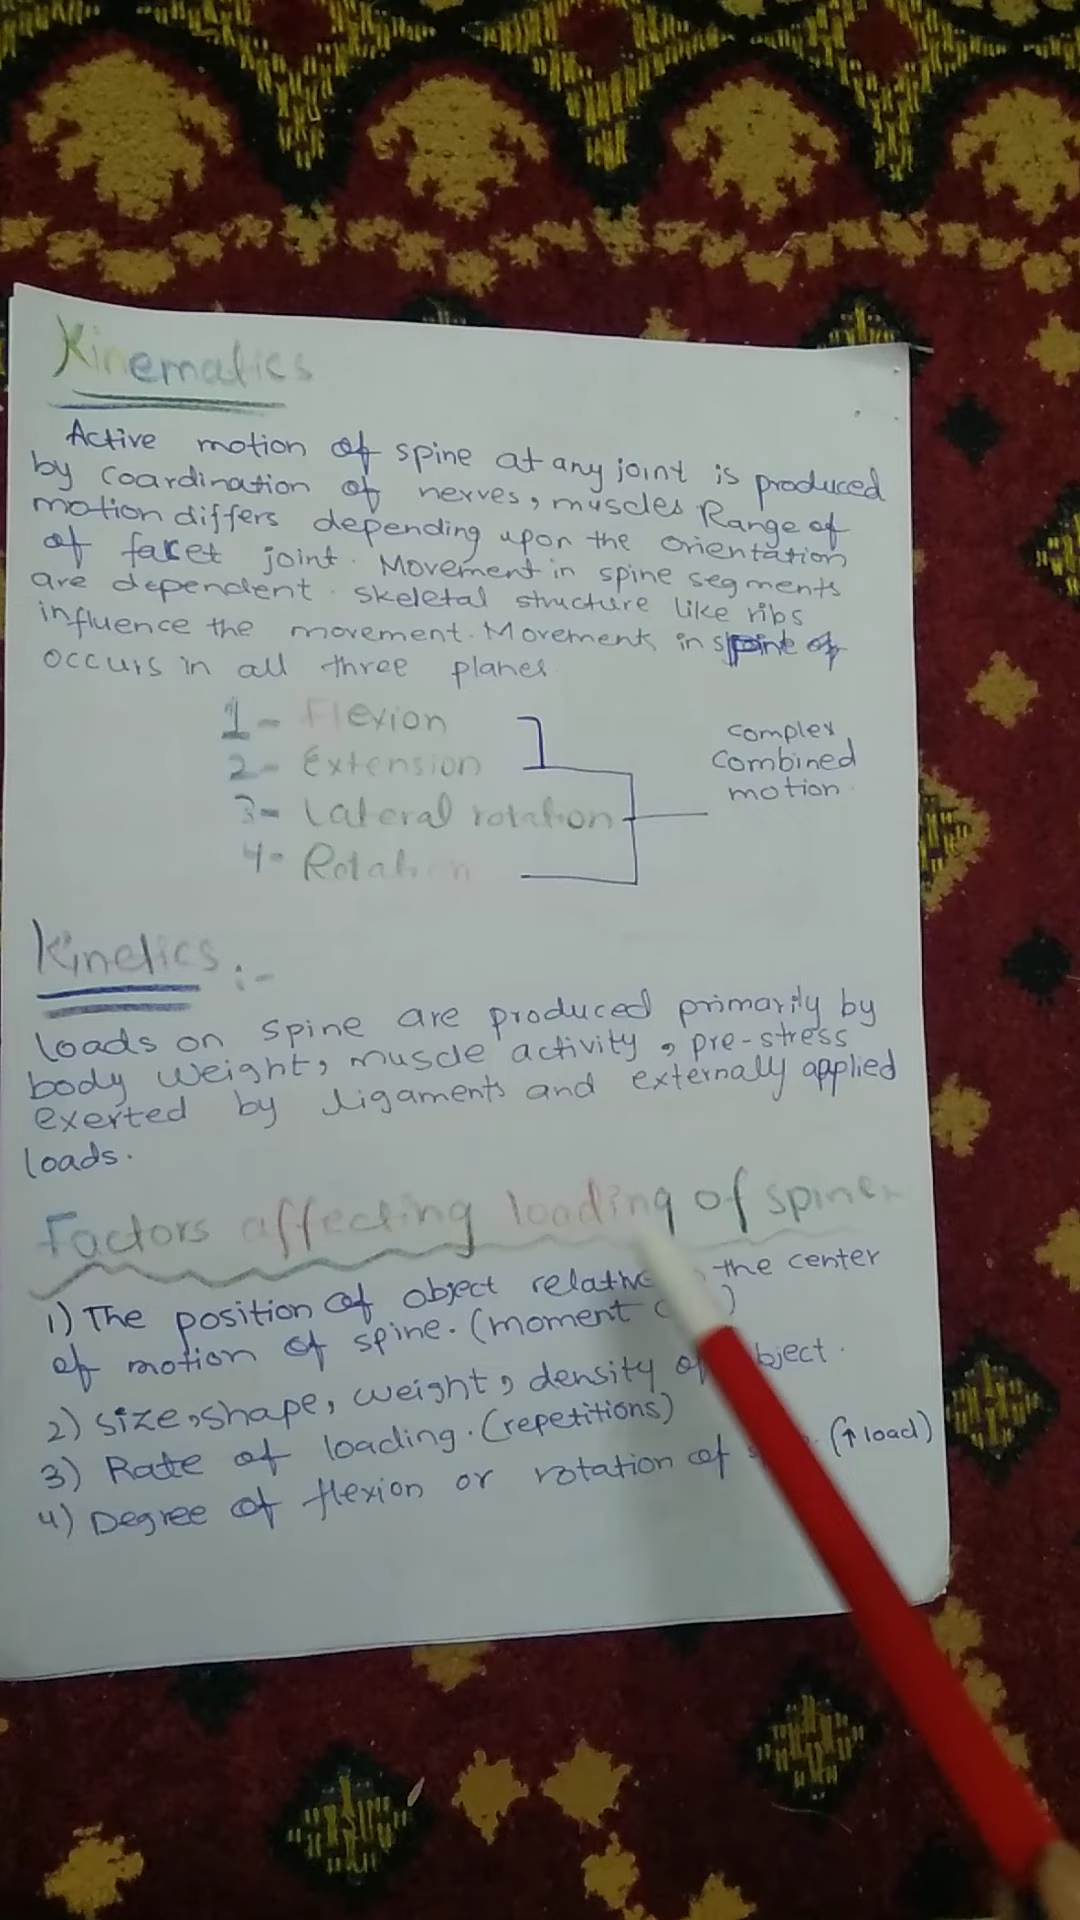 Kinematics
Active motion of spine at any joint is produced
by coardination of nerves, muscles Range of
motion differs depending upon the orientation
of facet joint. Movement in spine segments
are dependent. skeletal structure like ribs
influence the movement. Movement in spine of
occurs in all three planes
1- Flexion
2- Extension
3- Lateral rotation
4- Rotation
complex
combined
motion.
Kinetics :-
loads on spine are produced primarily by
body weight, muscle activity, pre-stress
exerted by ligaments and externally applied
loads.
Factors affecting loading of spine
1) The position of object relative the center
of motion of spine. (moment )
2) size, shape, weight, density of object.
3) Rate of loading. (repetitions)
4) Degree of flexion or rotation of (↑ load)